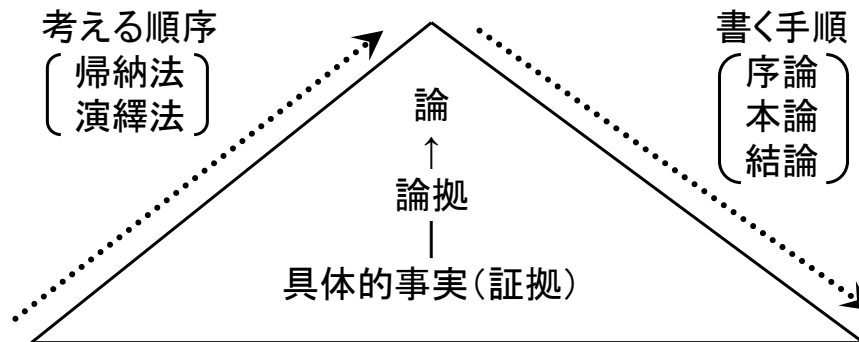 考える順序
帰納法
演繹法
書く手順
序論
本論
結論
論
↑
論拠
具体的事実(証拠)